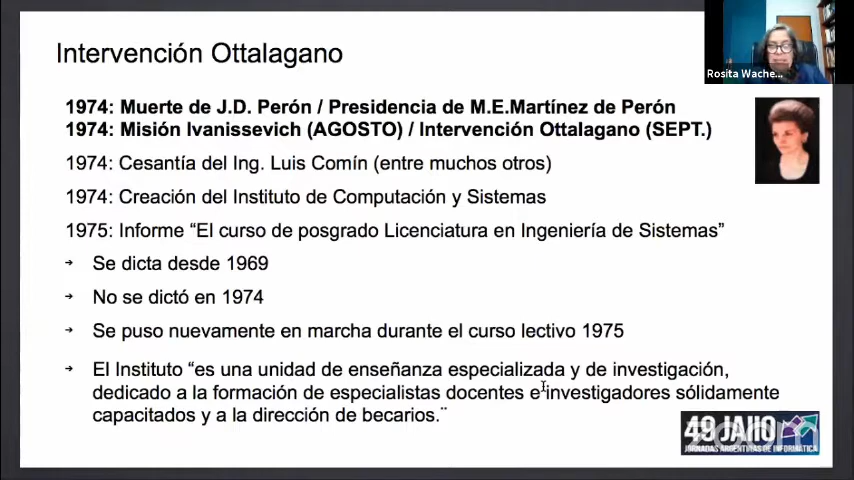 Intervención Ottalagano
Rosita Wache...
1974: Muerte de J.D. Perón / Presidencia de M.E.Martínez de Perón
1974: Misión Ivanissevich (AGOSTO) / Intervención Ottalagano (SEPT.)
1974: Cesantía del Ing. Luis Comín (entre muchos otros)
1974: Creación del Instituto de Computación y Sistemas
1975: Informe “El curso de posgrado Licenciatura en Ingeniería de Sistemas”
→ Se dicta desde 1969
→ No se dictó en 1974
→ Se puso nuevamente en marcha durante el curso lectivo 1975
→ El Instituto “es una unidad de enseñanza especializada y de investigación,
dedicado a la formación de especialistas docentes e investigadores sólidamente
capacitados y a la dirección de becarios.¨
49 JAIIO
zoom
JORNADAS ARGENTINAS DE INFORMÁTICA